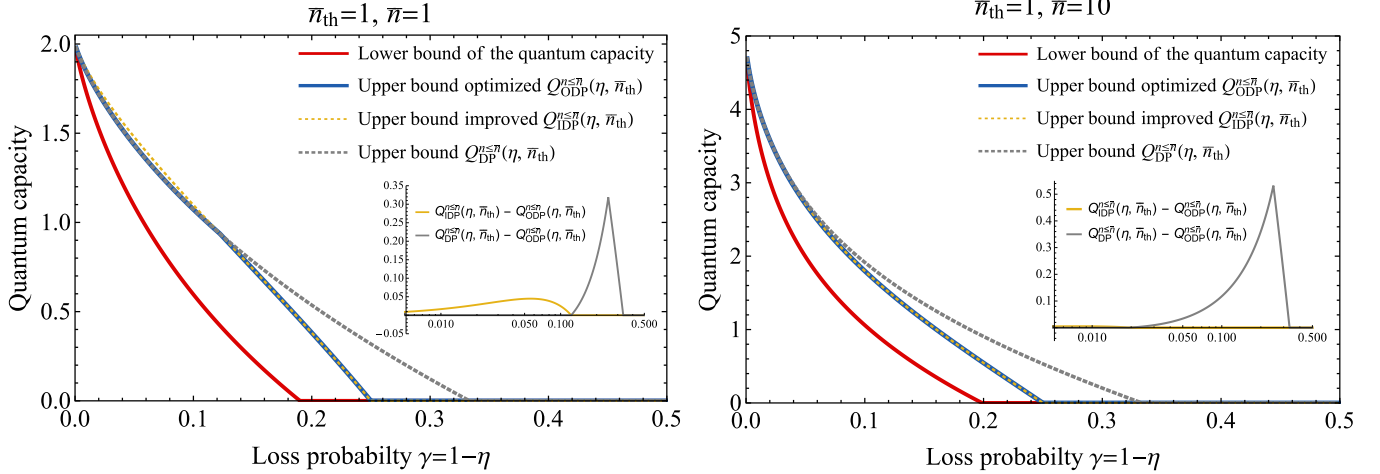 n̅th=1, n̅=1
Lower bound of the quantum capacity
Upper bound optimized Q^{n≤n̅}_{ODP}(η, n̅th)
Upper bound improved Q^{n≤n̅}_{IDP}(η, n̅th)
Upper bound Q^{n≤n̅}_{DP}(η, n̅th)
Quantum capacity
2.0
1.5
1.0
0.5
0.0
0.0 0.1 0.2 0.3 0.4 0.5
Loss probabilty γ=1−η
0.35
0.30
0.25
0.20
0.15
0.10
0.05
0.00
−0.05
Q^{n≤n̅}_{IDP}(η, n̅th) − Q^{n≤n̅}_{ODP}(η, n̅th)
Q^{n≤n̅}_{DP}(η, n̅th) − Q^{n≤n̅}_{ODP}(η, n̅th)
0.010 0.050 0.100 0.500
n̅th=1, n̅=10
Lower bound of the quantum capacity
Upper bound optimized Q^{n≤n̅}_{ODP}(η, n̅th)
Upper bound improved Q^{n≤n̅}_{IDP}(η, n̅th)
Upper bound Q^{n≤n̅}_{DP}(η, n̅th)
Quantum capacity
5
4
3
2
1
0
0.0 0.1 0.2 0.3 0.4 0.5
Loss probabilty γ=1−η
0.5
0.4
0.3
0.2
0.1
Q^{n≤n̅}_{IDP}(η, n̅th) − Q^{n≤n̅}_{ODP}(η, n̅th)
Q^{n≤n̅}_{DP}(η, n̅th) − Q^{n≤n̅}_{ODP}(η, n̅th)
0.010 0.050 0.100 0.500